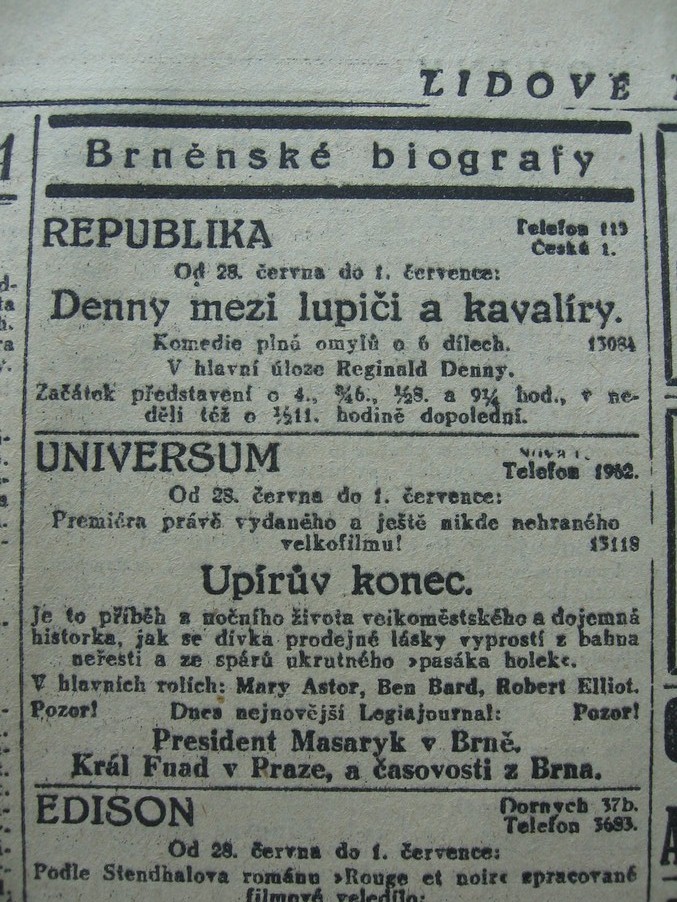 LIDOVÉ
Brněnské biografy
REPUBLIKA
Telefon 113
Česká 1.
Od 28. června do 1. července:
Denny mezi lupiči a kavalíry.
Komedie plná omylů o 6 dílech. 13084
V hlavní úloze Reginald Denny.
Začátek představení o 4., ¾6., ½8. a 9¼ hod., v ne-
děli též o ½11. hodině dopolední.
UNIVERSUM
Telefon 1962.
Od 28. června do 1. července:
Premiéra právě vydaného a ještě nikde nehraného
velkofilmu! 13118
Upírův konec.
Je to příběh z nočního života velkoměstského a dojemná
historka, jak se dívka prodejné lásky vyprostí z bahna
neřesti a ze spárů ukrutného »pasáka holek«.
V hlavních rolích: Mary Astor, Ben Bard, Robert Elliot.
Pozor! Dnes nejnovější Legiajournal: Pozor!
President Masaryk v Brně.
Král Fuad v Praze, a časovosti z Brna.
EDISON
Dornych 37b.
Telefon 3683.
Od 28. června do 1. července:
Podle Stendhalova románu »Rouge et noir« zpracované
filmové veledílo: